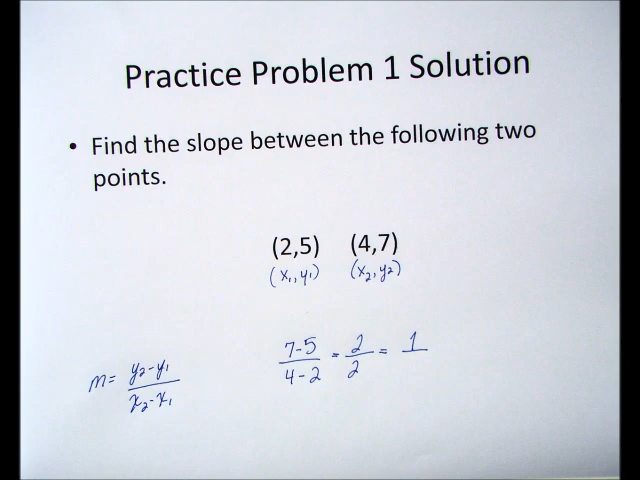 Practice Problem 1 Solution
• Find the slope between the following two
points.
(2,5) (4,7)
(x₁, y₁) (x₂, y₂)
m = y₂-y₁ / x₂-x₁
7-5 / 4-2 = 2 / 2 = 1